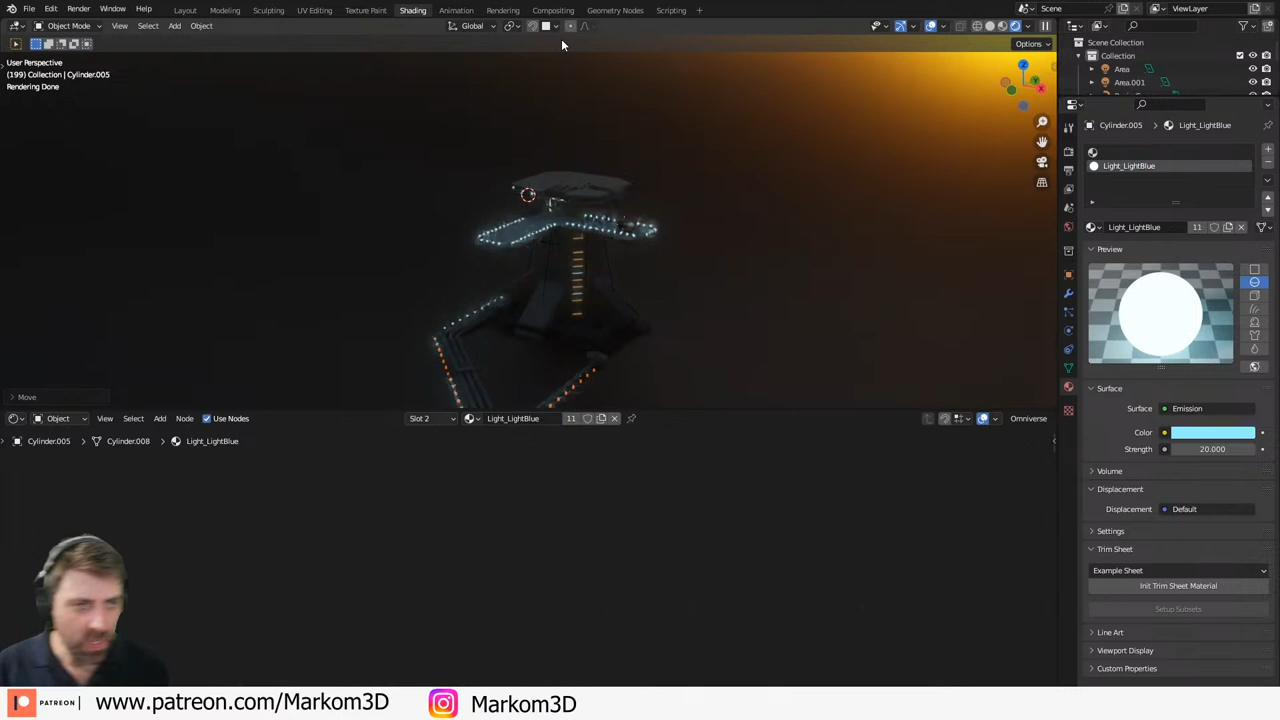 File Edit Render Window Help Layout Modeling Sculpting UV Editing Texture Paint Shading Animation Rendering Compositing Geometry Nodes Scripting + Scene ViewLayer
Object Mode View Select Add Object Global
Options
User Perspective
(199) Collection | Cylinder.005
Rendering Done
Z
Y
X
Scene Collection
Collection
Area
Area.001
Cylinder.005 > Light_LightBlue
Light_LightBlue
Light_LightBlue 11
Preview
Surface
Surface Emission
Color
Strength 20.000
Volume
Displacement
Displacement Default
Settings
Trim Sheet
Example Sheet
Init Trim Sheet Material
Setup Subsets
Line Art
Viewport Display
Custom Properties
> Move
Object View Select Add Node Use Nodes Slot 2 Light_LightBlue 11 Omniverse
Cylinder.005 > Cylinder.008 > Light_LightBlue
PATREON www.patreon.com/Markom3D Markom3D